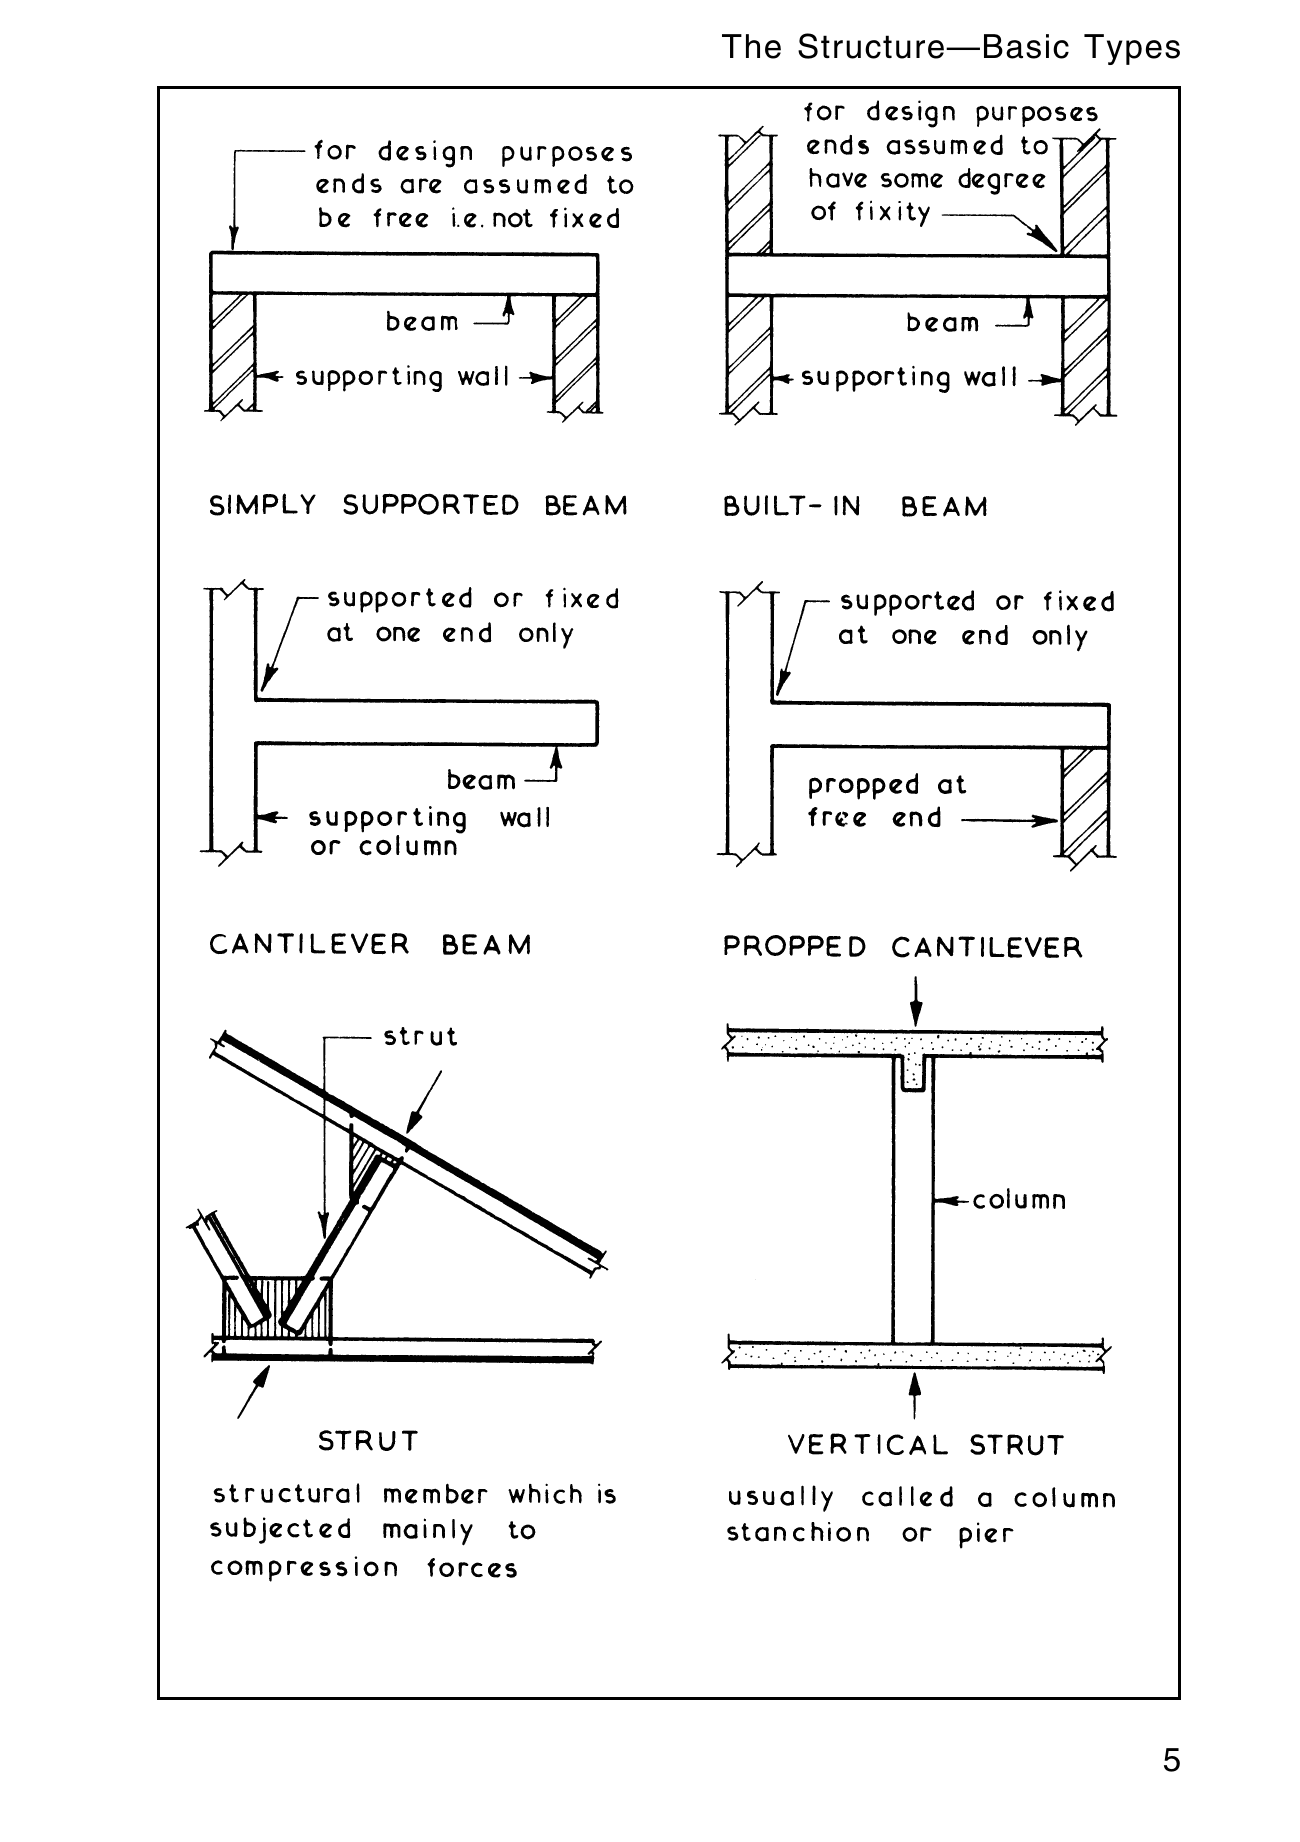 The Structure—Basic Types
for design purposes
ends are assumed to
be free i.e. not fixed
beam
supporting wall
SIMPLY SUPPORTED BEAM
for design purposes
ends assumed to
have some degree
of fixity
beam
supporting wall
BUILT-IN BEAM
supported or fixed
at one end only
beam
supporting wall
or column
CANTILEVER BEAM
supported or fixed
at one end only
propped at
free end
PROPPED CANTILEVER
strut
STRUT
structural member which is
subjected mainly to
compression forces
column
VERTICAL STRUT
usually called a column
stanchion or pier
5